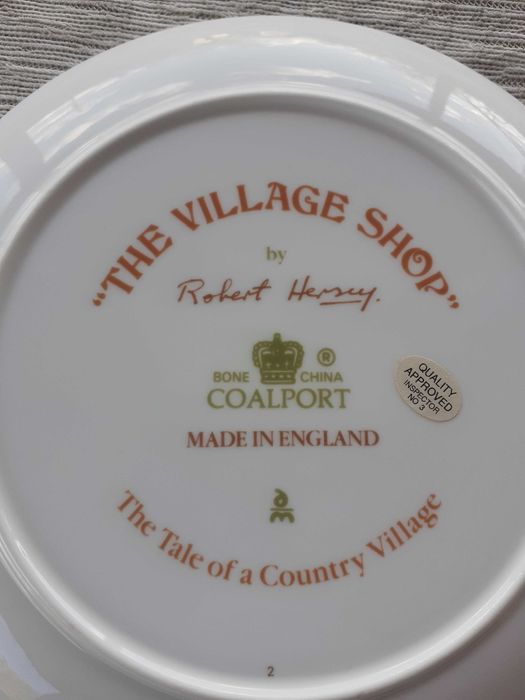 "THE VILLAGE SHOP"
by
Robert Hersey.
®
BONE CHINA
COALPORT
MADE IN ENGLAND
QUALITY
APPROVED
INSPECTOR
NO 3
The Tale of a Country Village
2